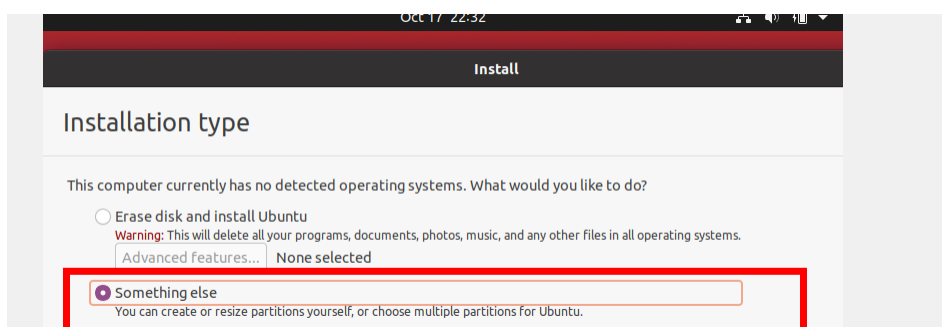 Oct 17 22:32
Install
Installation type
This computer currently has no detected operating systems. What would you like to do?
Erase disk and install Ubuntu
Warning: This will delete all your programs, documents, photos, music, and any other files in all operating systems.
Advanced features... None selected
Something else
You can create or resize partitions yourself, or choose multiple partitions for Ubuntu.